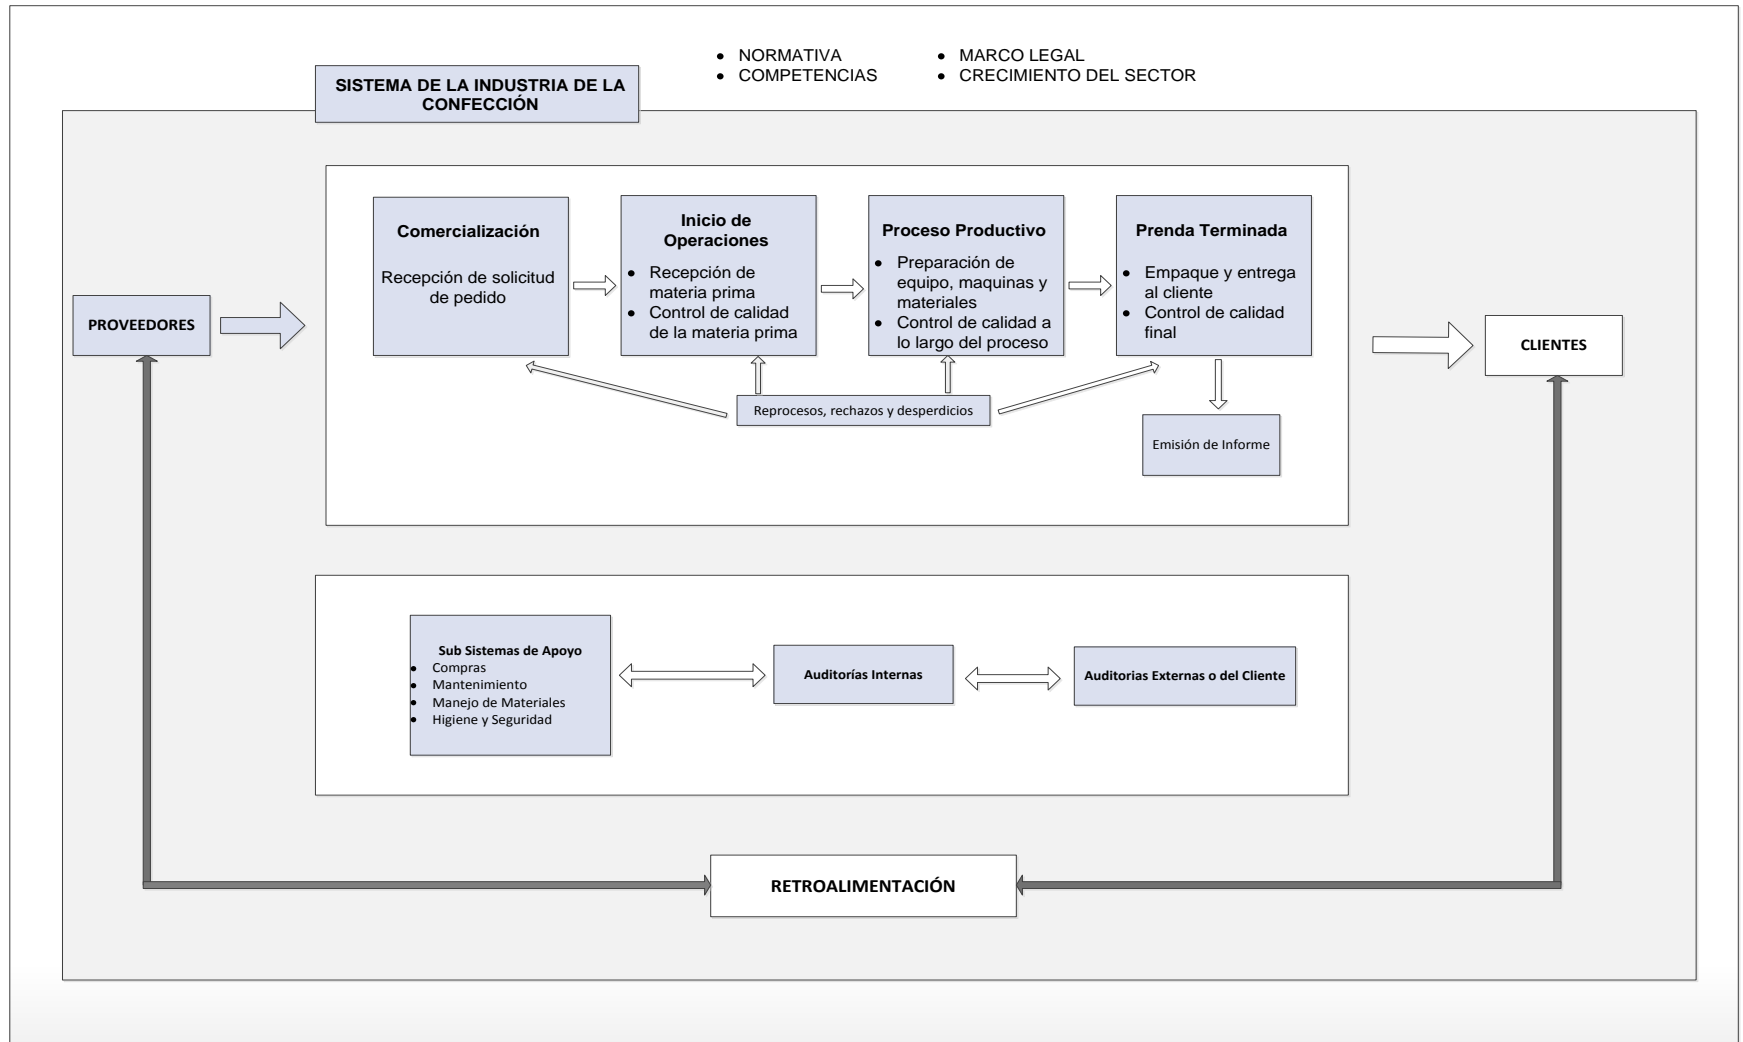 • NORMATIVA
• COMPETENCIAS
• MARCO LEGAL
• CRECIMIENTO DEL SECTOR
SISTEMA DE LA INDUSTRIA DE LA
CONFECCIÓN
PROVEEDORES
Comercialización
Recepción de solicitud
de pedido
Inicio de
Operaciones
• Recepción de
materia prima
• Control de calidad
de la materia prima
Proceso Productivo
• Preparación de
equipo, maquinas y
materiales
• Control de calidad a
lo largo del proceso
Prenda Terminada
• Empaque y entrega
al cliente
• Control de calidad
final
CLIENTES
Reprocesos, rechazos y desperdicios
Emisión de Informe
Sub Sistemas de Apoyo
• Compras
• Mantenimiento
• Manejo de Materiales
• Higiene y Seguridad
Auditorías Internas
Auditorias Externas o del Cliente
RETROALIMENTACIÓN